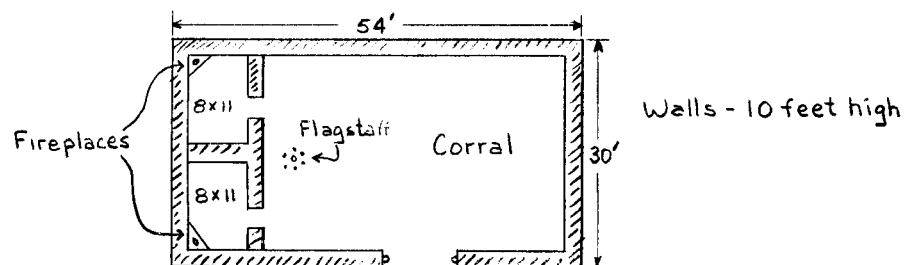 54'
8x11
Walls - 10 feet high
Fireplaces
Flagstaff
Corral
30'
8x11